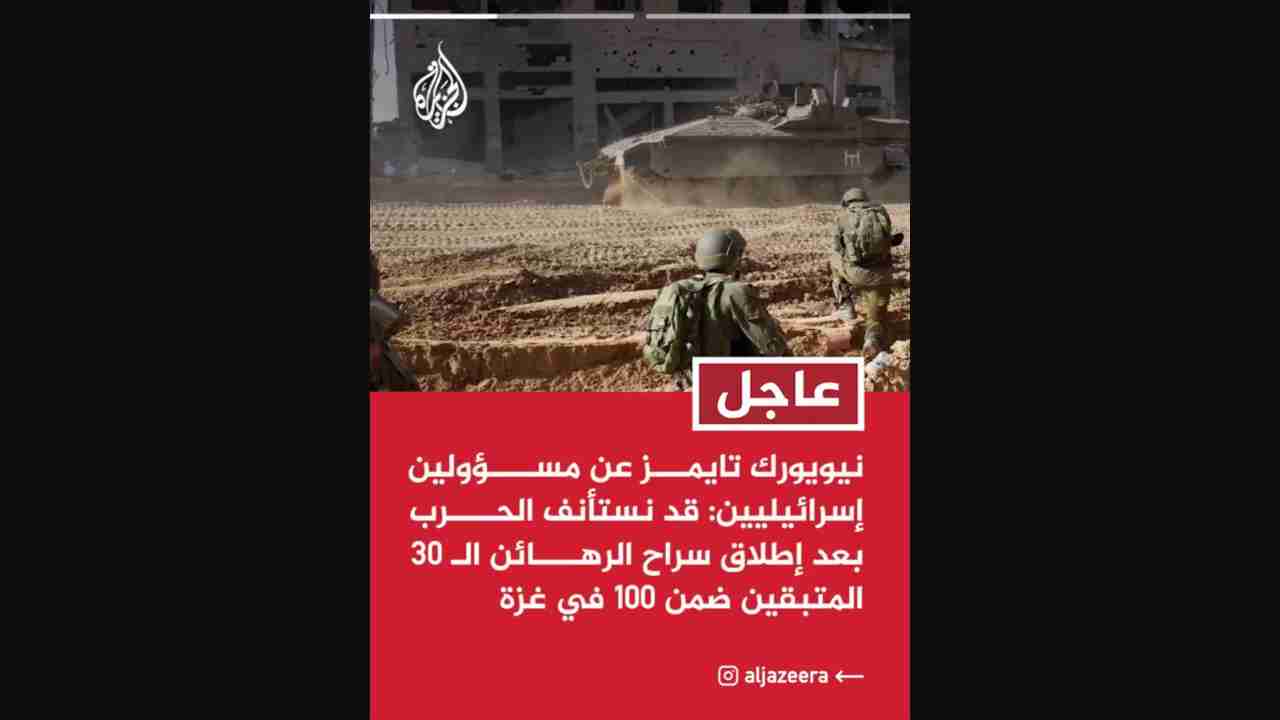 الجزيرة
عاجل
نيويورك تايمز عن مسؤولين
إسرائيليين: قد نستأنف الحرب
بعد إطلاق سراح الرهائن الـ 30
المتبقين ضمن 100 في غزة
aljazeera